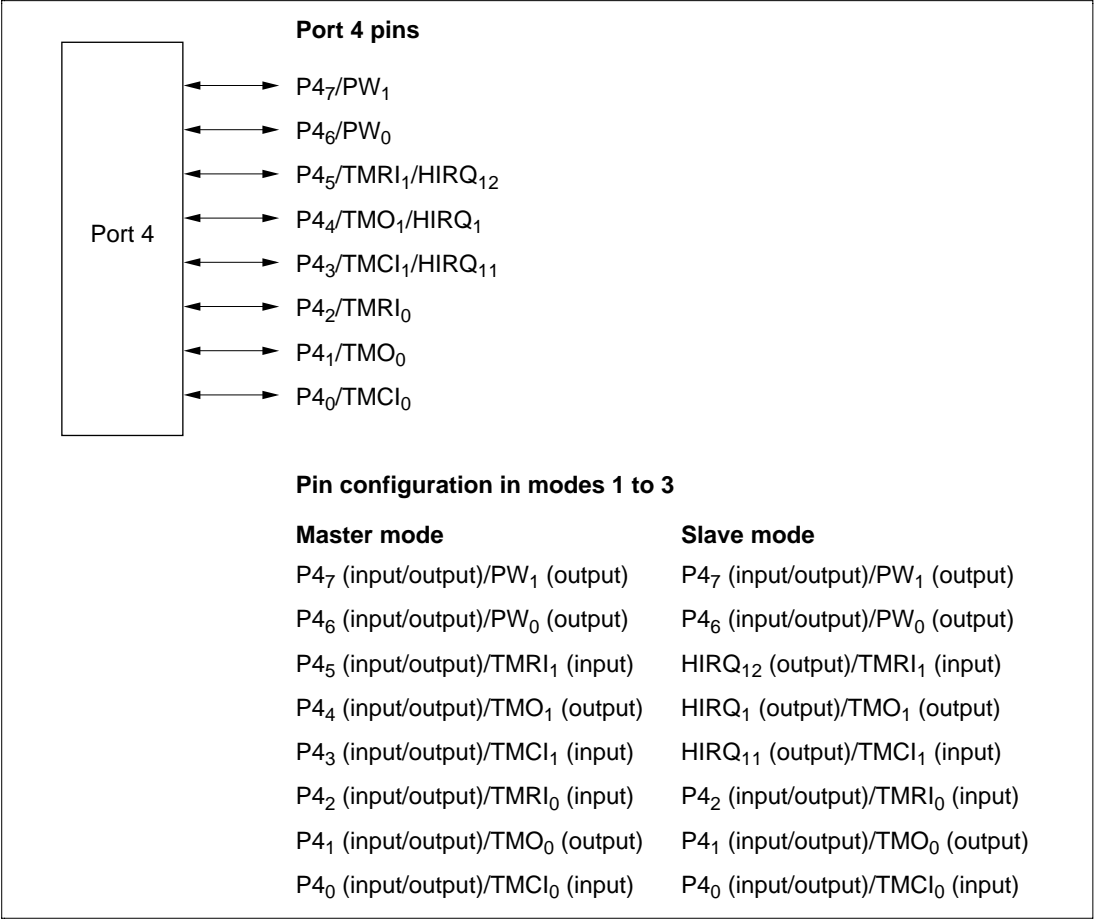 Port 4 pins
P4₇/PW₁
P4₆/PW₀
P4₅/TMRI₁/HIRQ₁₂
P4₄/TMO₁/HIRQ₁
Port 4
P4₃/TMCI₁/HIRQ₁₁
P4₂/TMRI₀
P4₁/TMO₀
P4₀/TMCI₀
Pin configuration in modes 1 to 3
Master mode Slave mode
P4₇ (input/output)/PW₁ (output) P4₇ (input/output)/PW₁ (output)
P4₆ (input/output)/PW₀ (output) P4₆ (input/output)/PW₀ (output)
P4₅ (input/output)/TMRI₁ (input) HIRQ₁₂ (output)/TMRI₁ (input)
P4₄ (input/output)/TMO₁ (output) HIRQ₁ (output)/TMO₁ (output)
P4₃ (input/output)/TMCI₁ (input) HIRQ₁₁ (output)/TMCI₁ (input)
P4₂ (input/output)/TMRI₀ (input) P4₂ (input/output)/TMRI₀ (input)
P4₁ (input/output)/TMO₀ (output) P4₁ (input/output)/TMO₀ (output)
P4₀ (input/output)/TMCI₀ (input) P4₀ (input/output)/TMCI₀ (input)